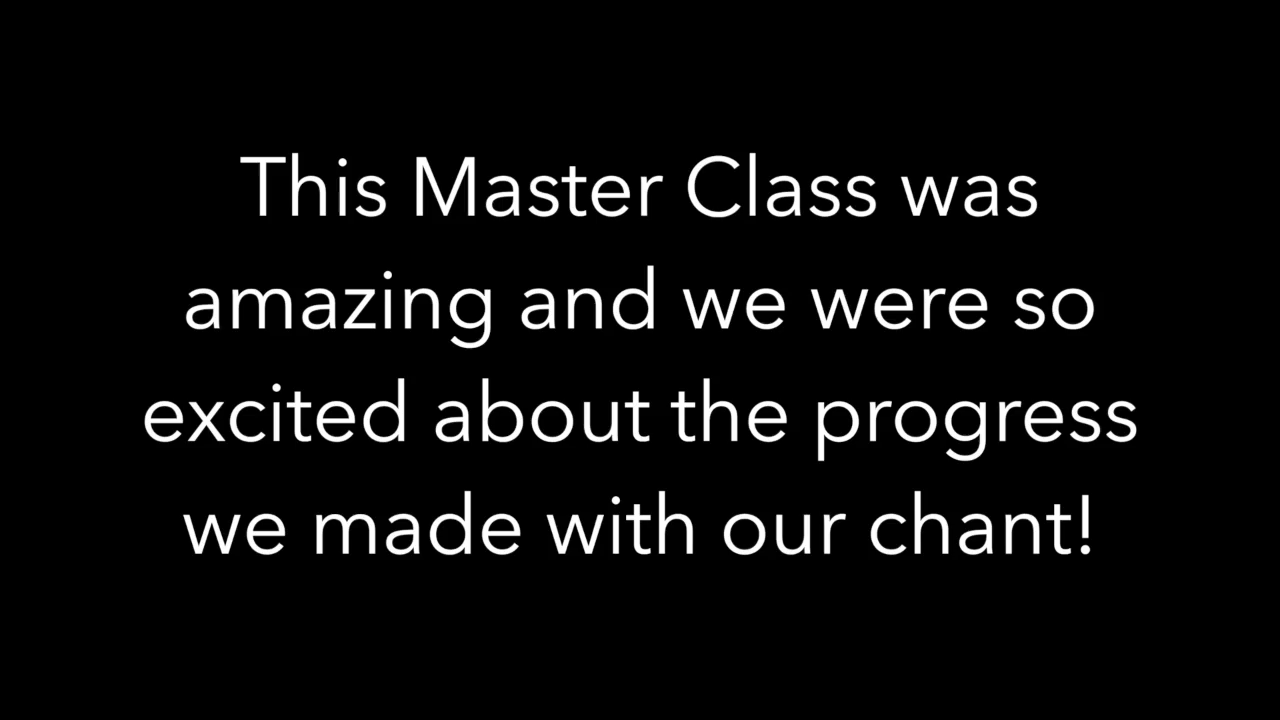 This Master Class was
amazing and we were so
excited about the progress
we made with our chant!